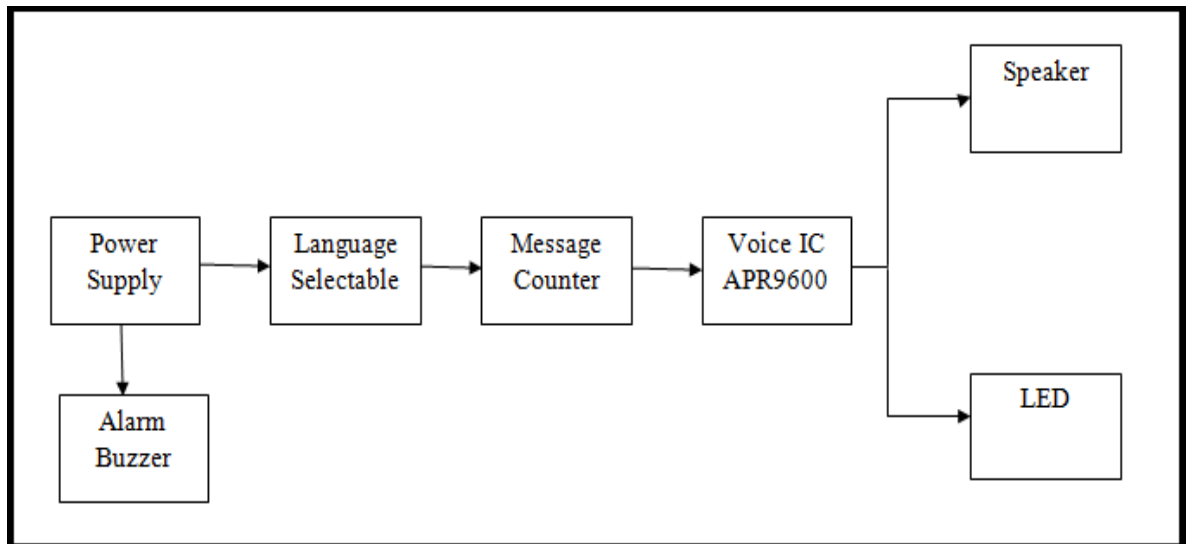 Speaker
Power
Supply
Language
Selectable
Message
Counter
Voice IC
APR9600
Alarm
Buzzer
LED